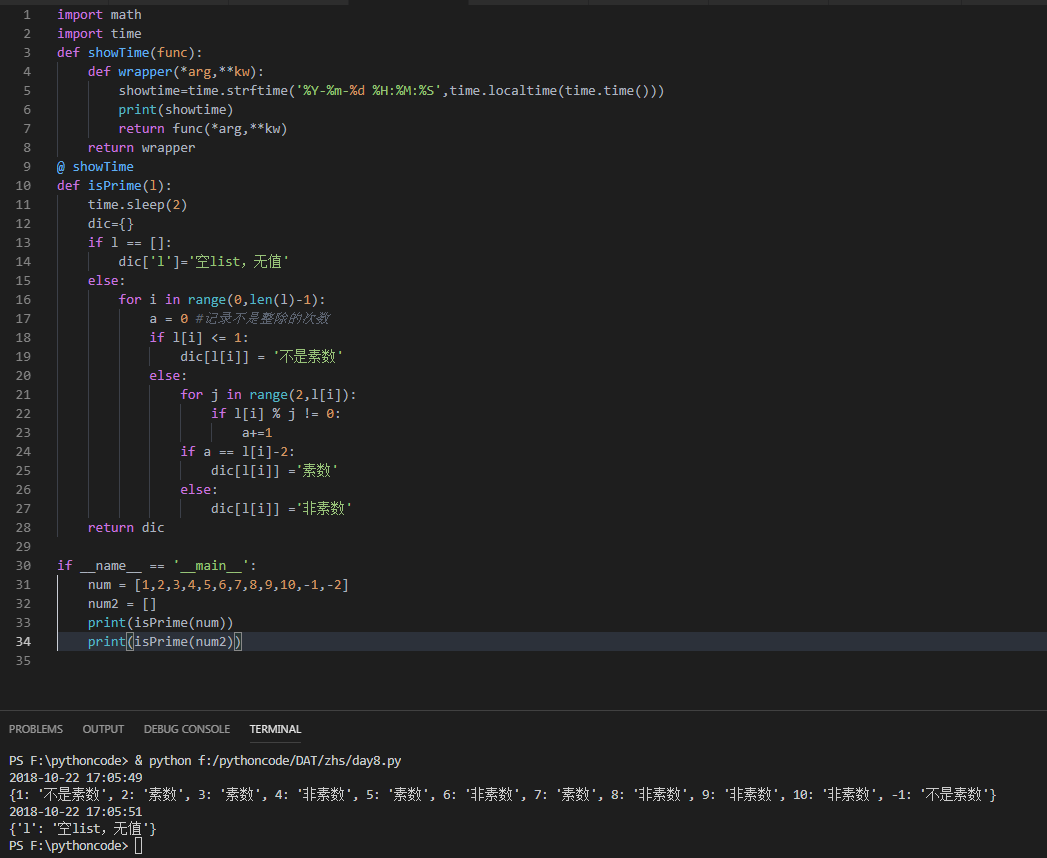 1 import math
2 import time
3 def showTime(func):
4     def wrapper(*arg,**kw):
5         showtime=time.strftime('%Y-%m-%d %H:%M:%S',time.localtime(time.time()))
6         print(showtime)
7         return func(*arg,**kw)
8     return wrapper
9 @ showTime
10 def isPrime(l):
11     time.sleep(2)
12     dic={}
13     if l == []:
14         dic['l']='空list，无值'
15     else:
16         for i in range(0,len(l)-1):
17             a = 0 #记录不是整除的次数
18             if l[i] <= 1:
19                 dic[l[i]] = '不是素数'
20             else:
21                 for j in range(2,l[i]):
22                     if l[i] % j != 0:
23                         a+=1
24                 if a == l[i]-2:
25                     dic[l[i]] ='素数'
26                 else:
27                     dic[l[i]] ='非素数'
28     return dic
29
30 if __name__ == '__main__':
31     num = [1,2,3,4,5,6,7,8,9,10,-1,-2]
32     num2 = []
33     print(isPrime(num))
34     print(isPrime(num2))
35
PROBLEMS OUTPUT DEBUG CONSOLE TERMINAL
PS F:\pythoncode> & python f:/pythoncode/DAT/zhs/day8.py
2018-10-22 17:05:49
{1: '不是素数', 2: '素数', 3: '素数', 4: '非素数', 5: '素数', 6: '非素数', 7: '素数', 8: '非素数', 9: '非素数', 10: '非素数', -1: '不是素数'}
2018-10-22 17:05:51
{'l': '空list，无值'}
PS F:\pythoncode>